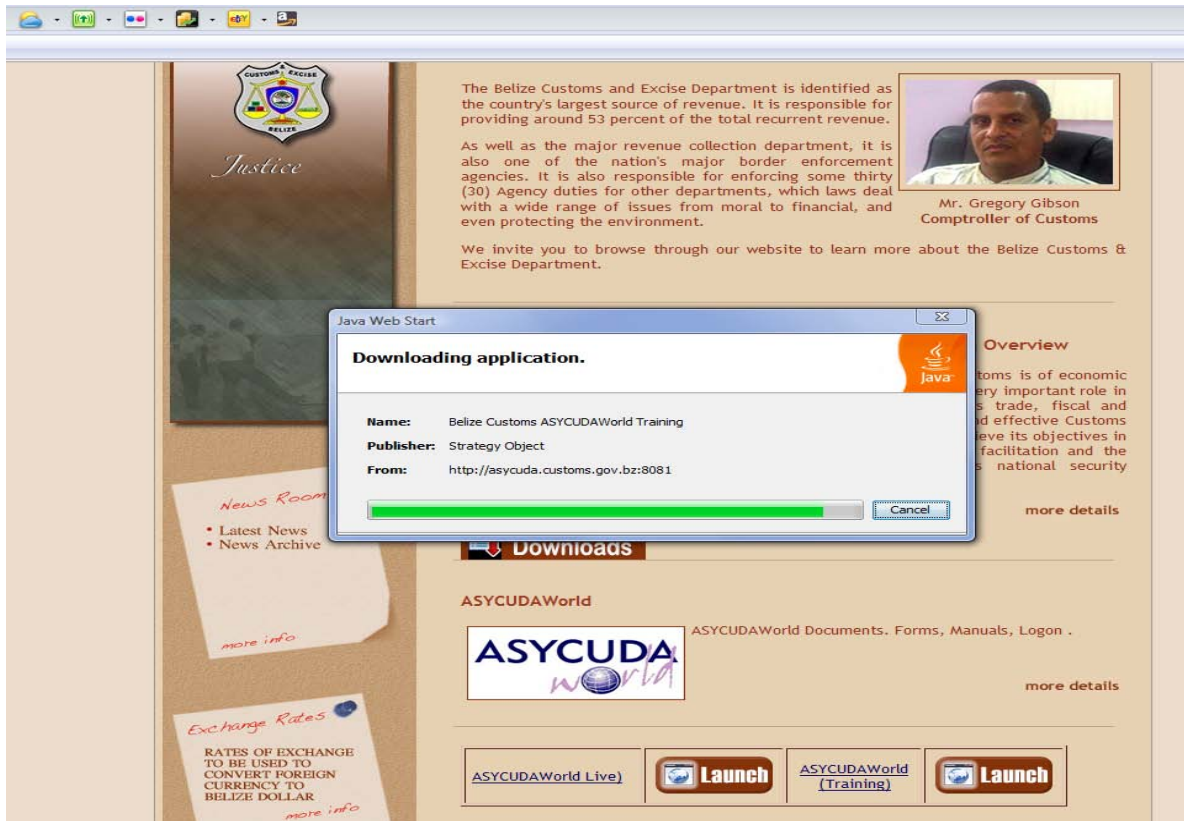 CUSTOMS & EXCISE
BELIZE
Justice
The Belize Customs and Excise Department is identified as
the country's largest source of revenue. It is responsible for
providing around 53 percent of the total recurrent revenue.
As well as the major revenue collection department, it is
also one of the nation's major border enforcement
agencies. It is also responsible for enforcing some thirty
(30) Agency duties for other departments, which laws deal
with a wide range of issues from moral to financial, and
even protecting the environment.
We invite you to browse through our website to learn more about the Belize Customs &
Excise Department.
Mr. Gregory Gibson
Comptroller of Customs
Java Web Start
Downloading application.
Java
Name: Belize Customs ASYCUDAWorld Training
Publisher: Strategy Object
From: http://asycuda.customs.gov.bz:8081
Cancel
Overview
toms is of economic
ery important role in
s trade, fiscal and
d effective Customs
ieve its objectives in
facilitation and the
s national security
more details
News Room
• Latest News
• News Archive
more info
Downloads
ASYCUDAWorld
ASYCUDA
world
ASYCUDAWorld Documents. Forms, Manuals, Logon .
more details
Exchange Rates
RATES OF EXCHANGE
TO BE USED TO
CONVERT FOREIGN
CURRENCY TO
BELIZE DOLLAR
more info
ASYCUDAWorld Live)
Launch
ASYCUDAWorld
(Training)
Launch